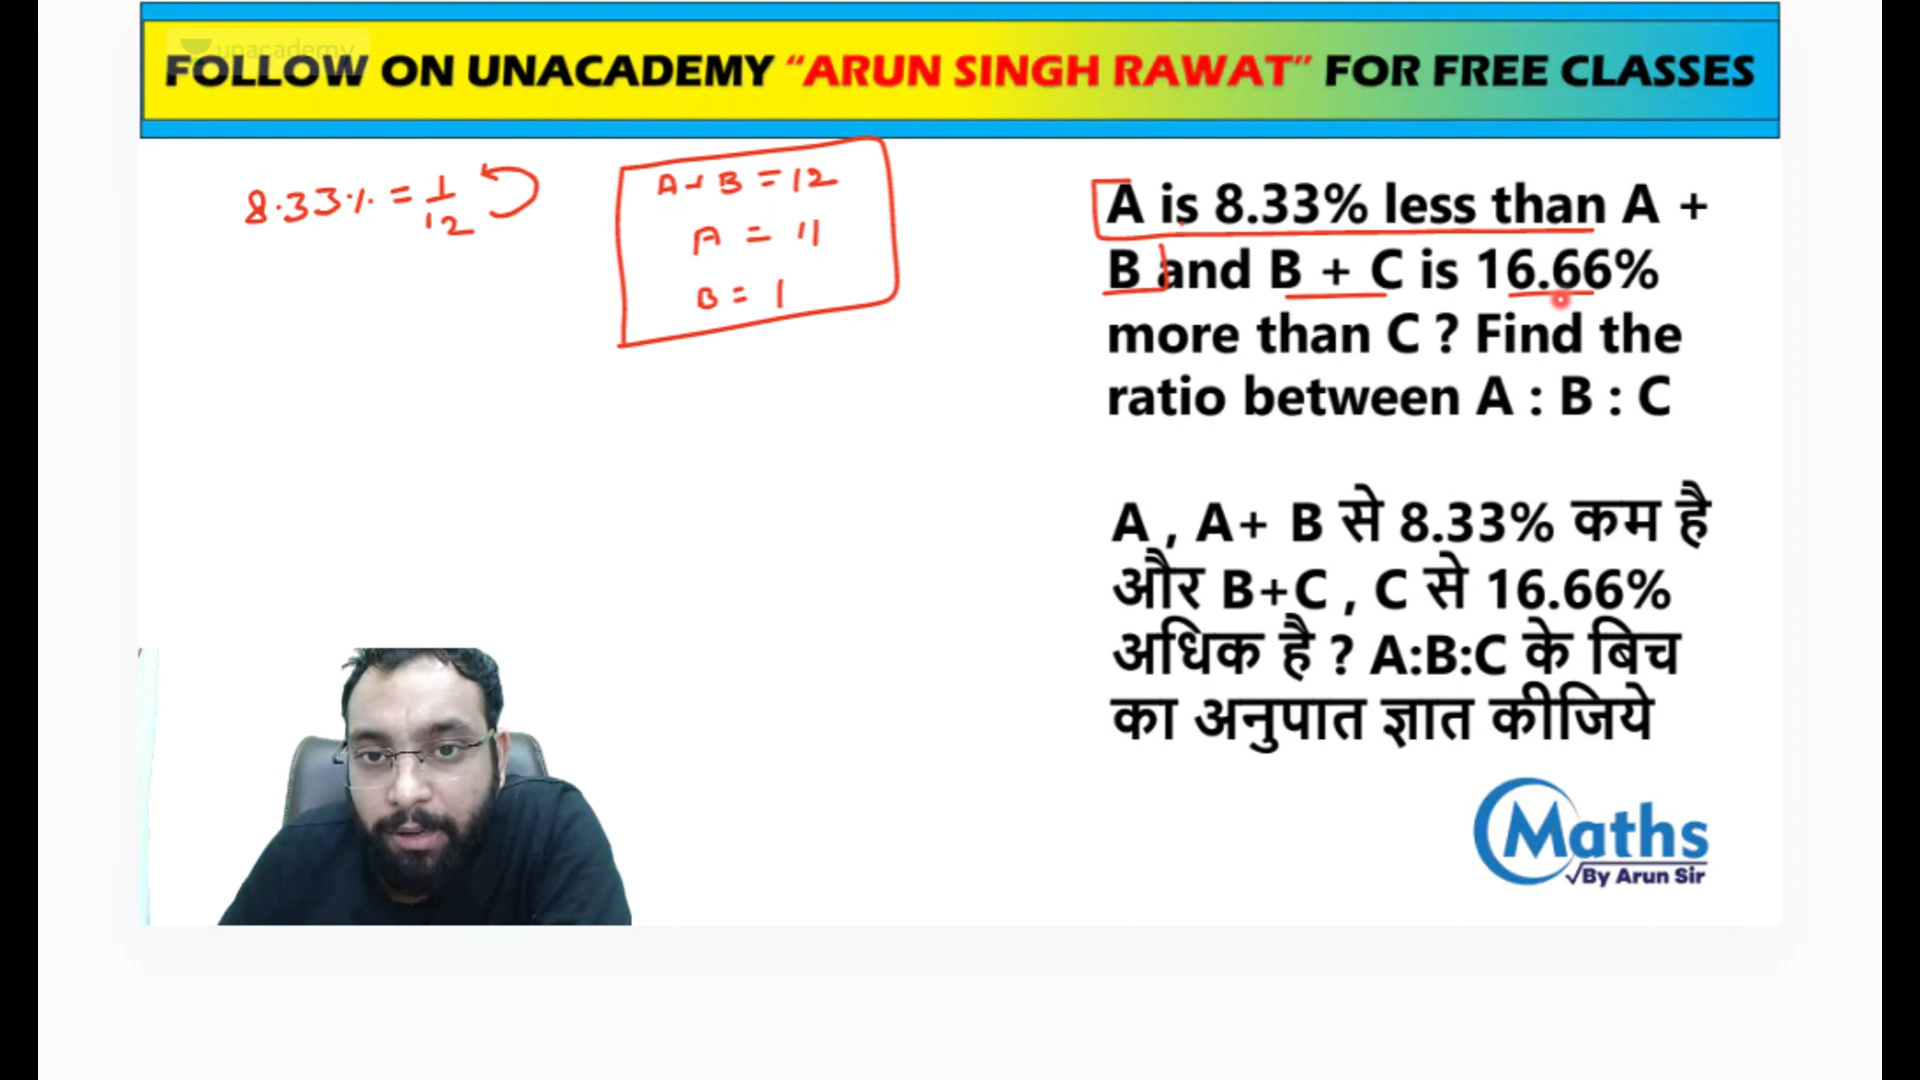 unacademy
FOLLOW ON UNACADEMY “ARUN SINGH RAWAT” FOR FREE CLASSES
8.33% = 1/12
A + B = 12
A = 11
B = 1
A is 8.33% less than A +
B and B + C is 16.66%
more than C ? Find the
ratio between A : B : C
A , A+ B से 8.33% कम है
और B+C , C से 16.66%
अधिक है ? A:B:C के बिच
का अनुपात ज्ञात कीजिये
Maths
√By Arun Sir